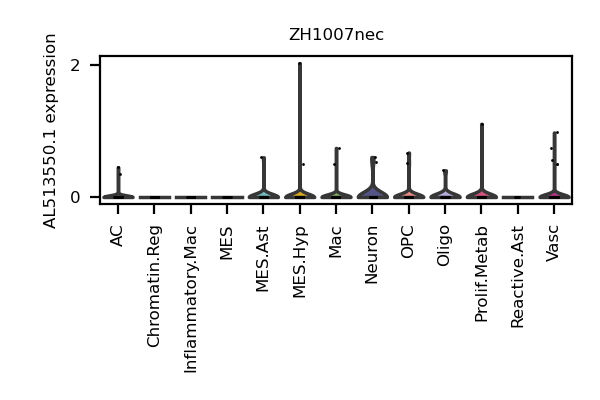 ZH1007nec
AL513550.1 expression
2
0
AC
Chromatin.Reg
Inflammatory.Mac
MES
MES.Ast
MES.Hyp
Mac
Neuron
OPC
Oligo
Prolif.Metab
Reactive.Ast
Vasc